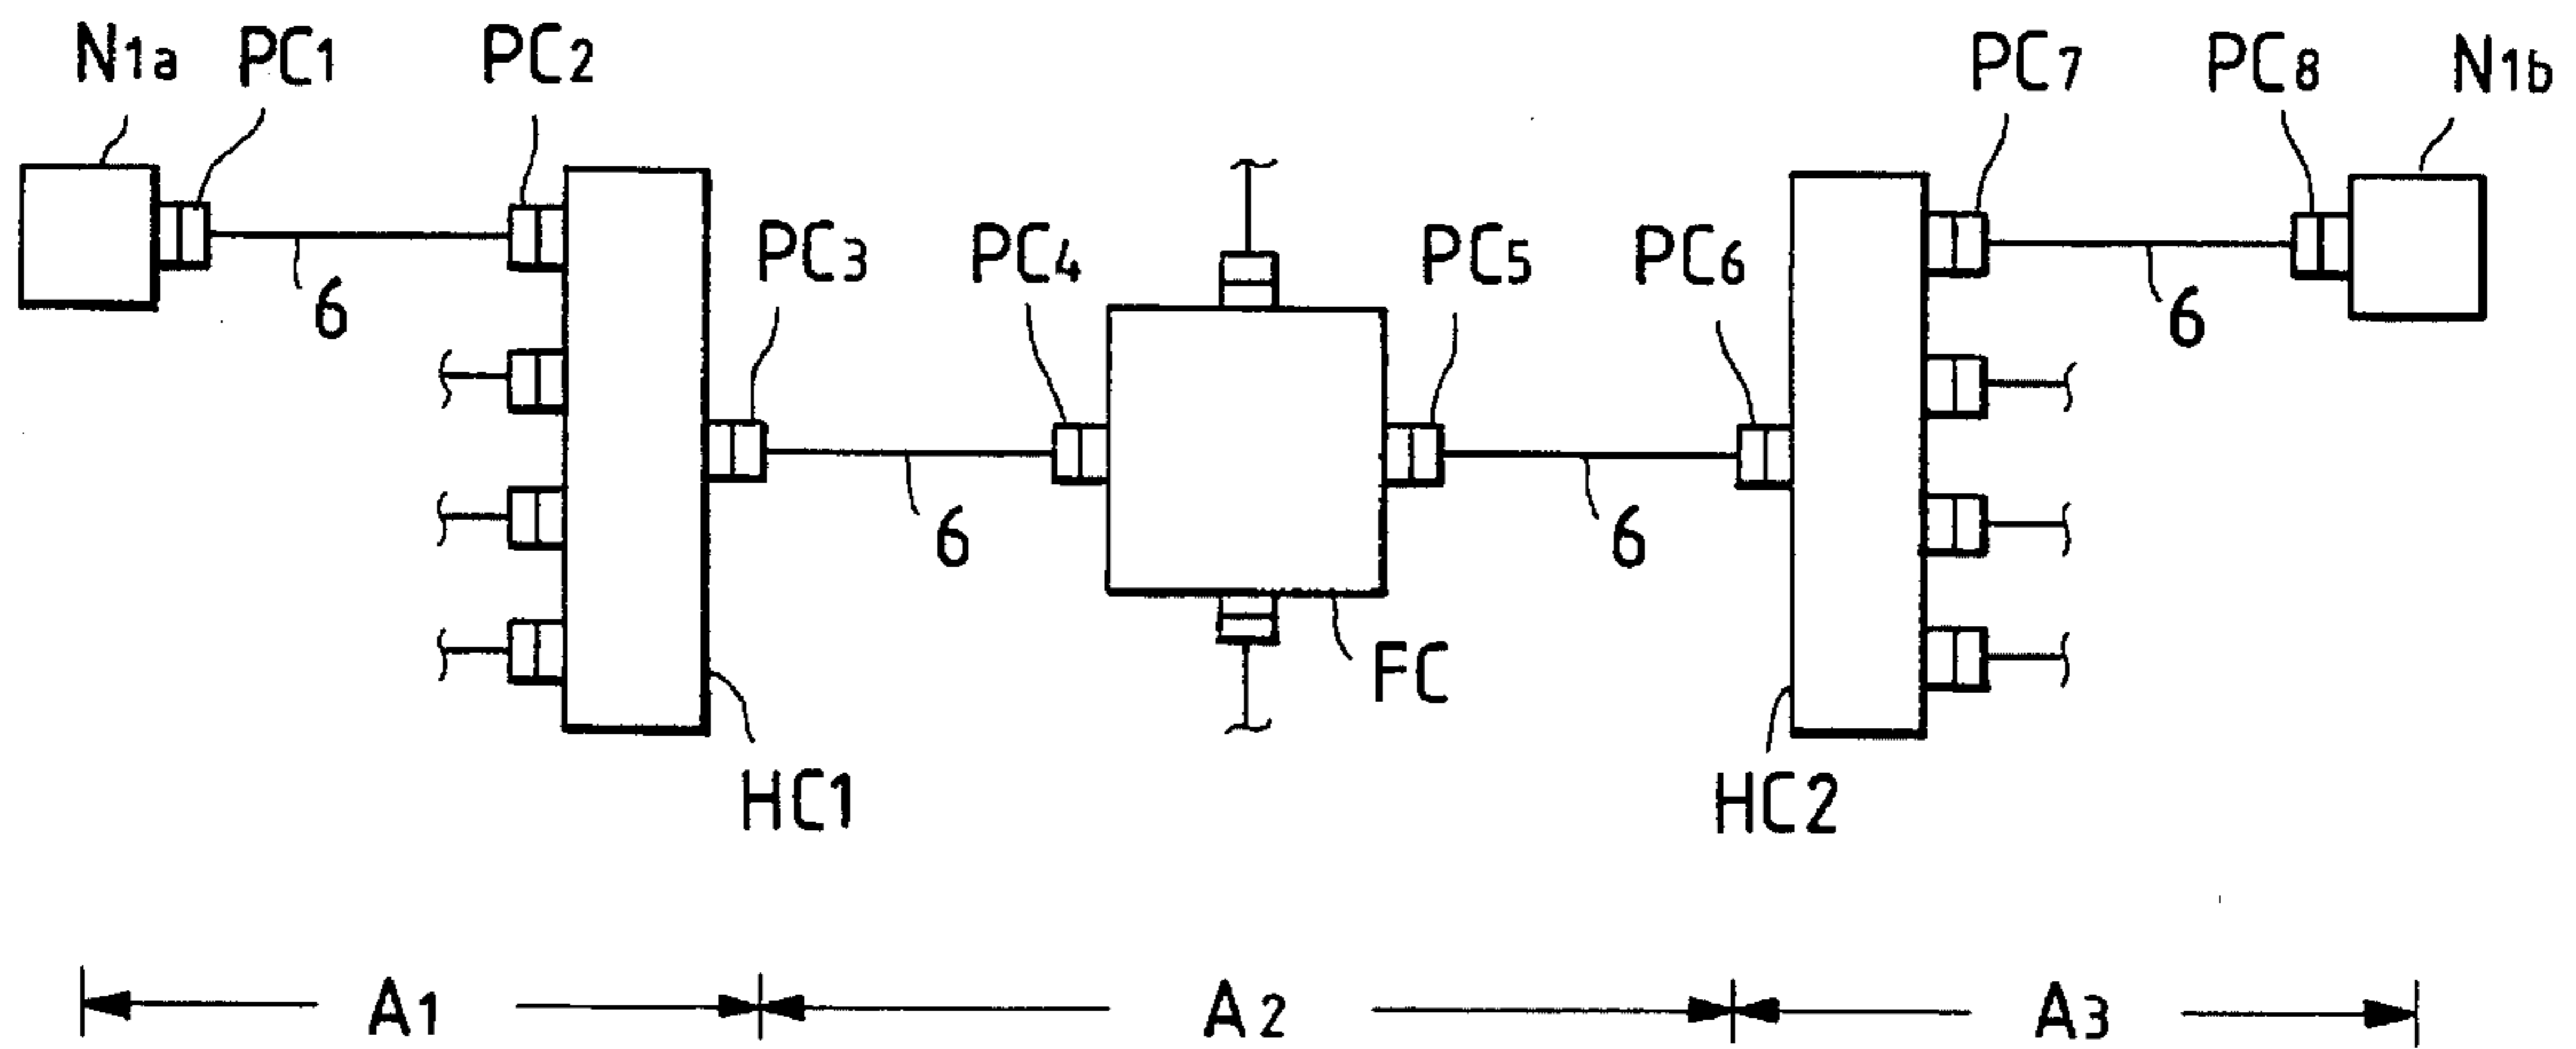 N1a PC1 PC2 PC7 PC8 N1b
PC3 PC4 PC5 PC6
6 6
6 6
FC
HC1 HC2
A1 A2 A3